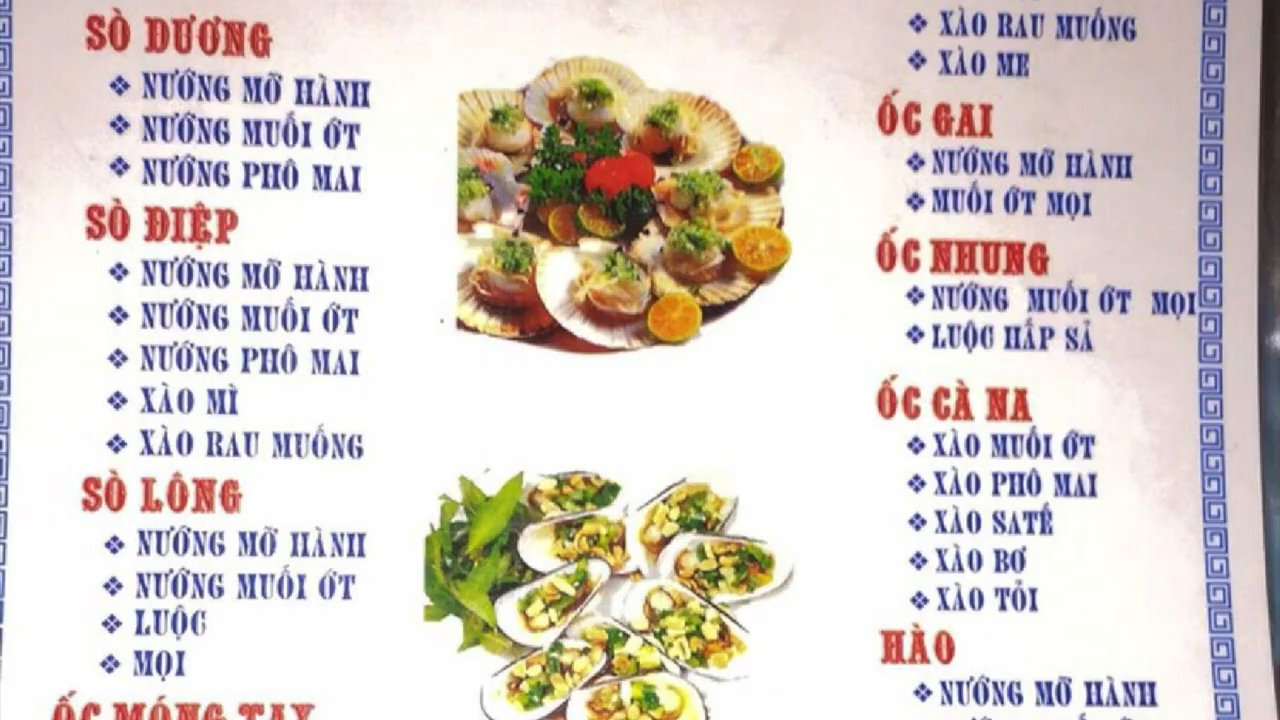 SÒ DƯƠNG
NƯỚNG MỠ HÀNH
NƯỚNG MUỐI ỚT
NƯỚNG PHÔ MAI
SÒ ĐIỆP
NƯỚNG MỠ HÀNH
NƯỚNG MUỐI ỚT
NƯỚNG PHÔ MAI
XÀO MÌ
XÀO RAU MUỐNG
SÒ LÔNG
NƯỚNG MỠ HÀNH
NƯỚNG MUỐI ỚT
LUỘC
MỌI
ỐC MÓNG TAY
XÀO RAU MUỐNG
XÀO ME
ỐC GAI
NƯỚNG MỠ HÀNH
MUỐI ỚT MỌI
ỐC NHUNG
NƯỚNG MUỐI ỚT MỌI
LUỘC HẤP SẢ
ỐC CÀ NA
XÀO MUỐI ỚT
XÀO PHÔ MAI
XÀO SATẾ
XÀO BƠ
XÀO TỎI
HÀO
NƯỚNG MỠ HÀNH